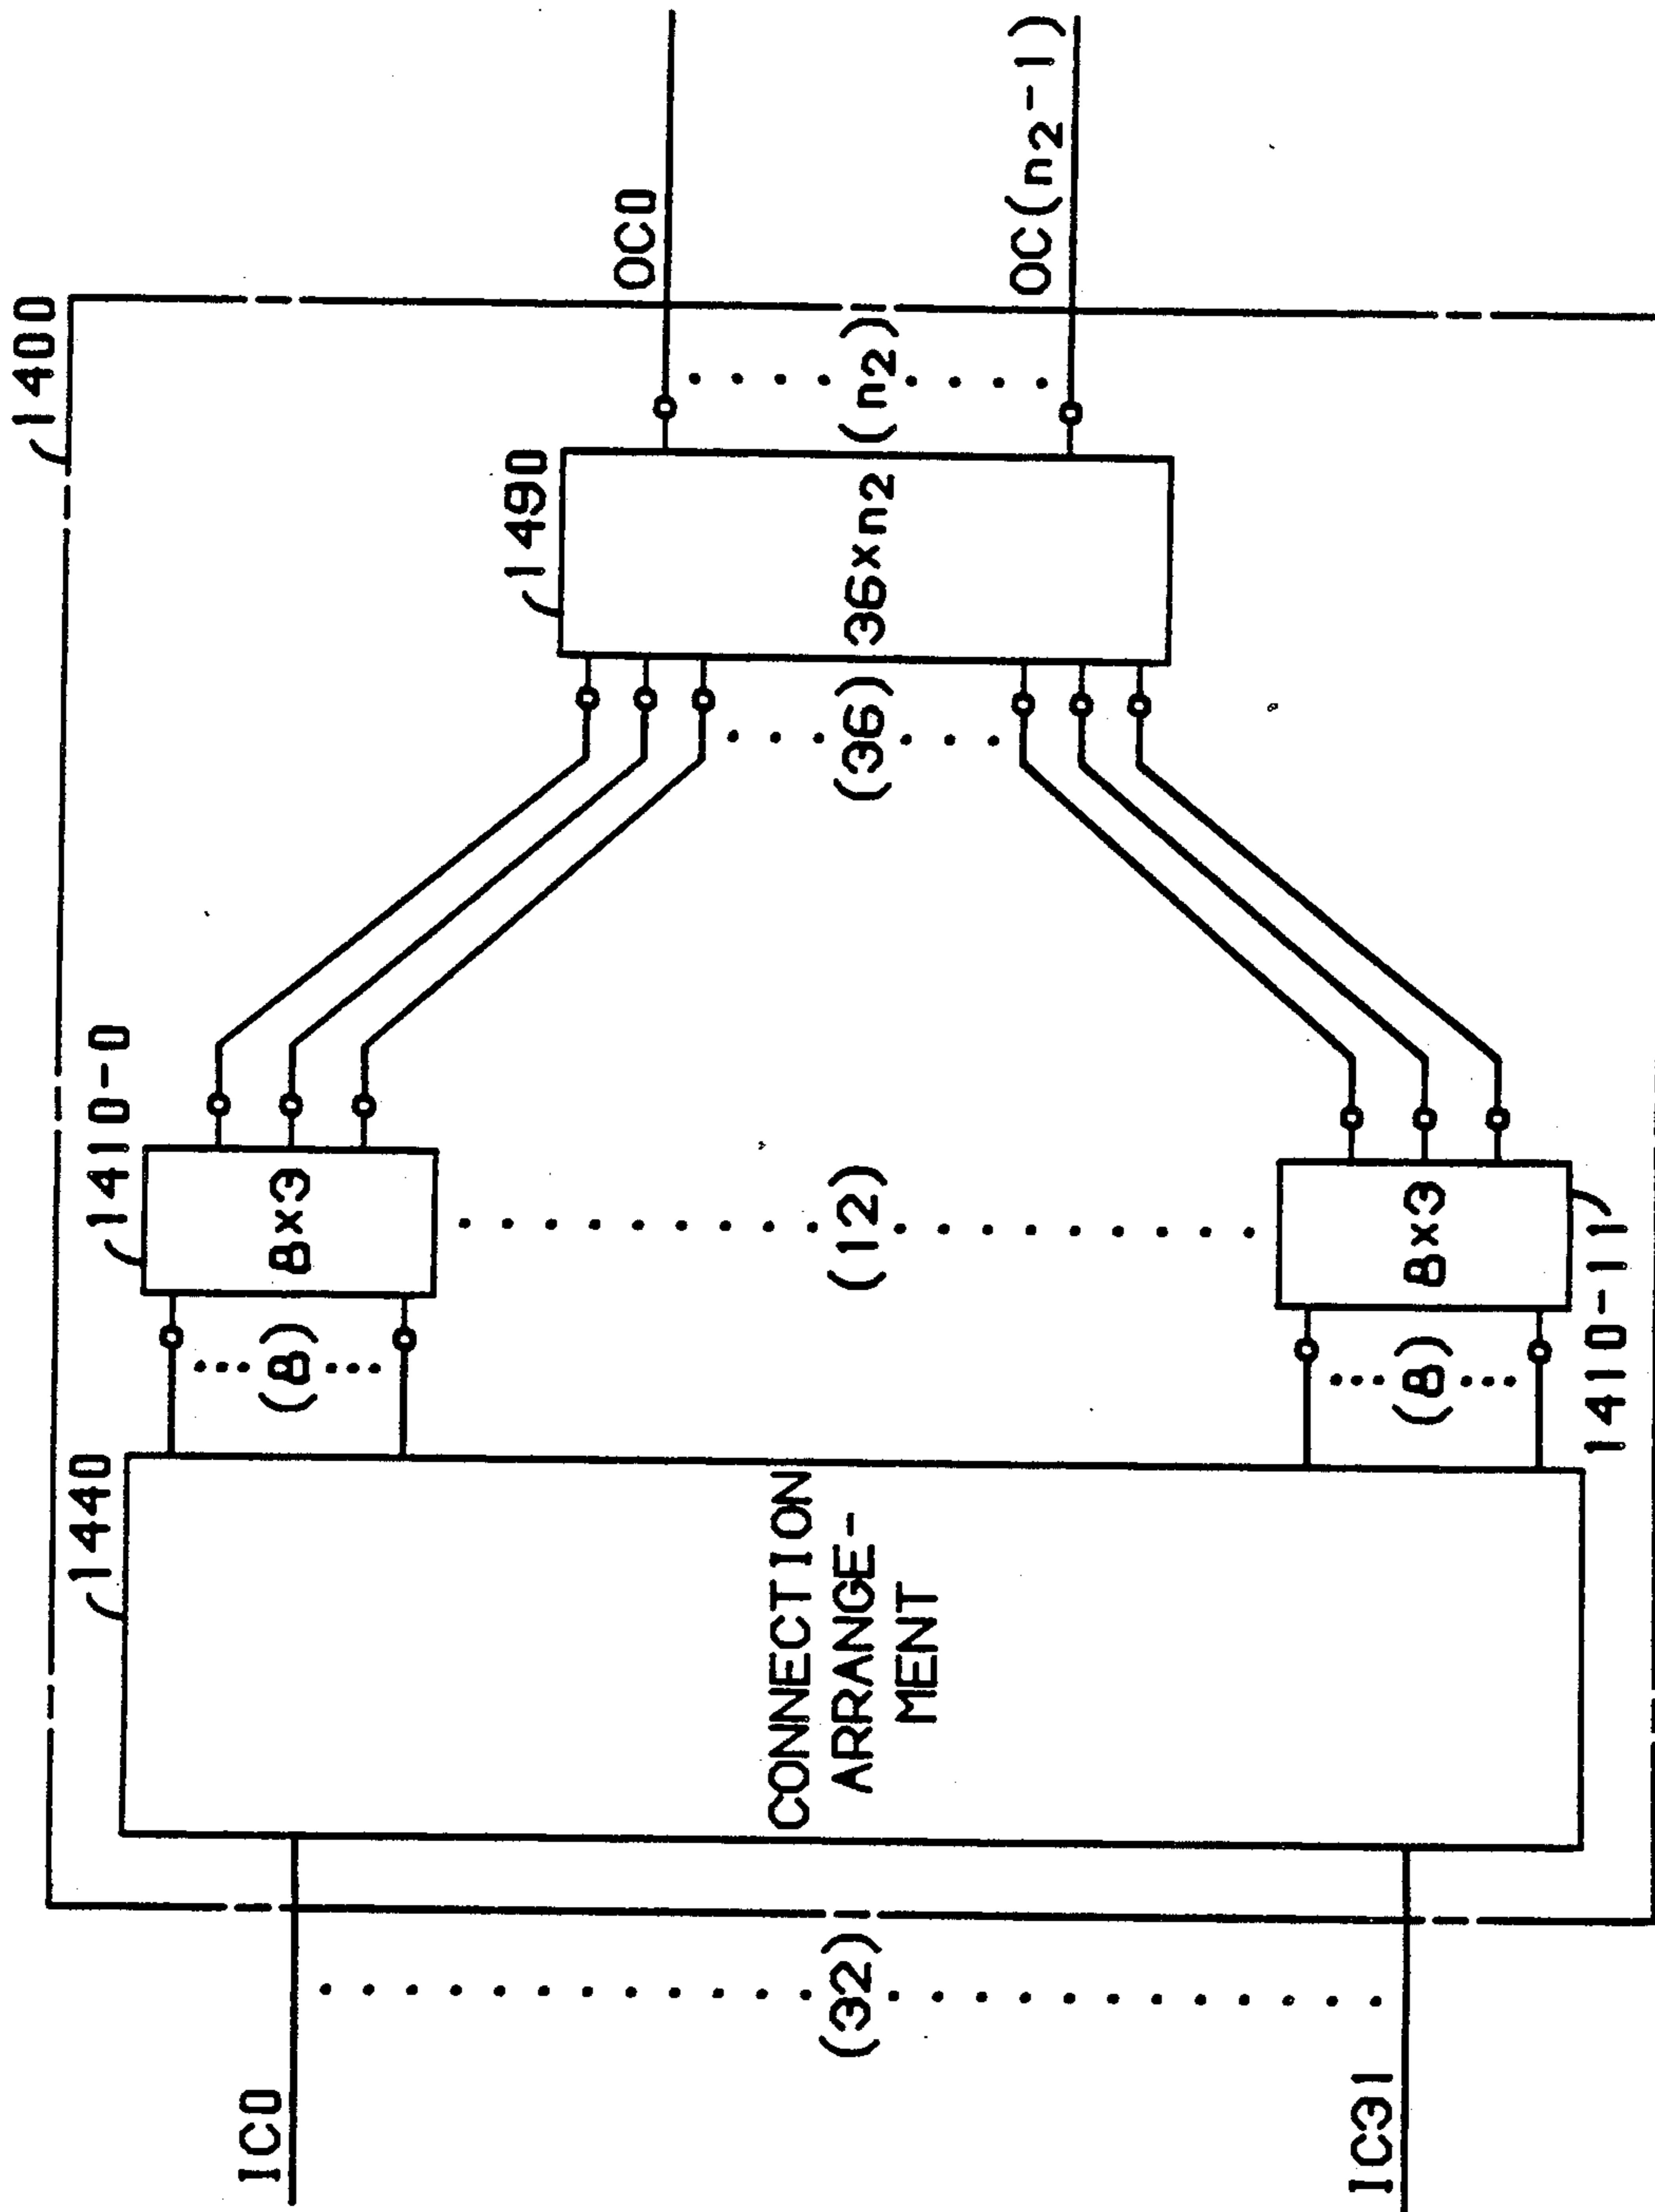 1400
1440
1410-0
1490
IC0
(32)
IC31
CONNECTION
ARRANGE-
MENT
(8)
8x3
(12)
(8)
8x3
1410-11
(36)
36xn2
(n2)
OC0
OC(n2-1)